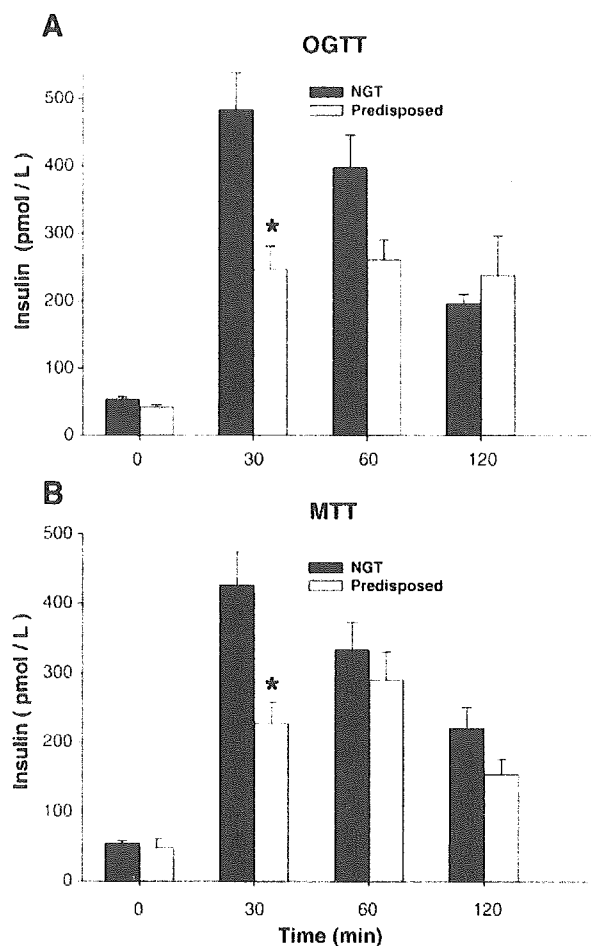 A
OGTT
NGT
Predisposed
Insulin (pmol / L)
500
400
300
200
100
0
*
0 30 60 120
B
MTT
NGT
Predisposed
Insulin ( pmol / L)
500
400
300
200
100
0
*
0 30 60 120
Time (min)